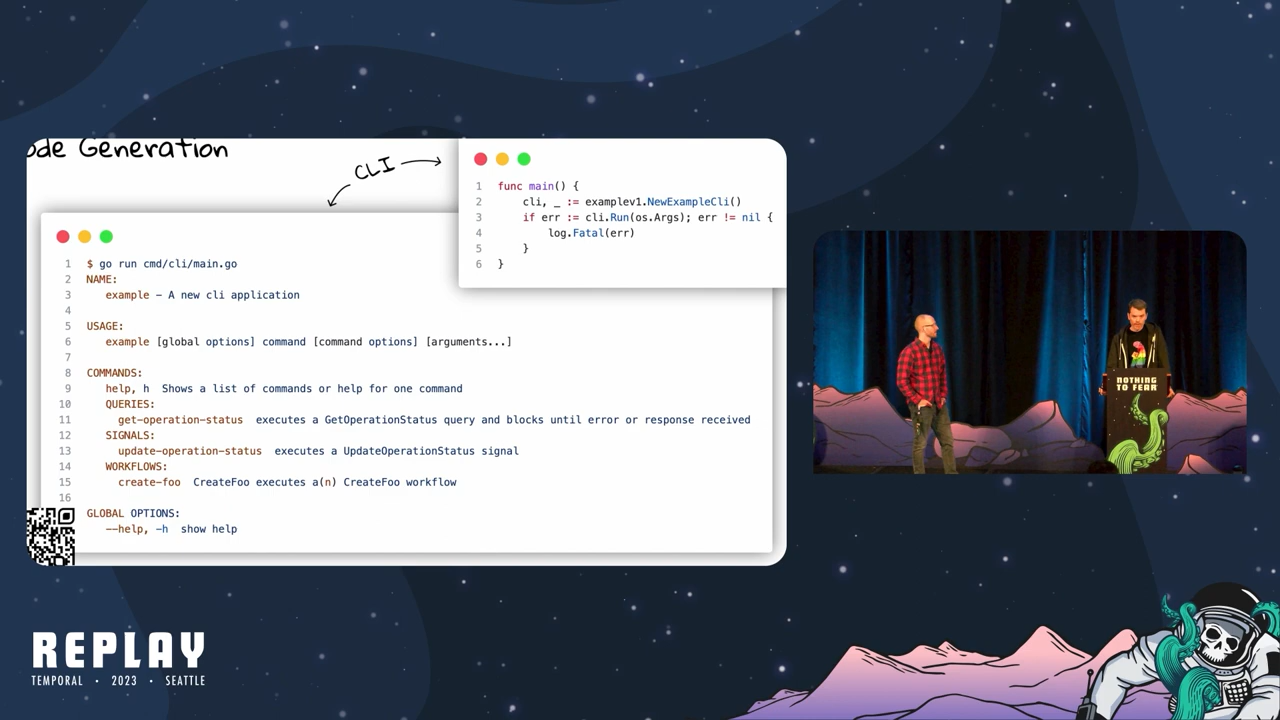 ode Generation
CLI
1 func main() {
2 cli, _ := examplev1.NewExampleCli()
3 if err := cli.Run(os.Args); err != nil {
4 log.Fatal(err)
5 }
6 }
1 $ go run cmd/cli/main.go
2 NAME:
3 example – A new cli application
4
5 USAGE:
6 example [global options] command [command options] [arguments...]
7
8 COMMANDS:
9 help, h  Shows a list of commands or help for one command
10 QUERIES:
11 get-operation-status  executes a GetOperationStatus query and blocks until error or response received
12 SIGNALS:
13 update-operation-status  executes a UpdateOperationStatus signal
14 WORKFLOWS:
15 create-foo  CreateFoo executes a(n) CreateFoo workflow
16
GLOBAL OPTIONS:
--help, -h  show help
NOTHING
TO FEAR
REPLAY
TEMPORAL • 2023 • SEATTLE